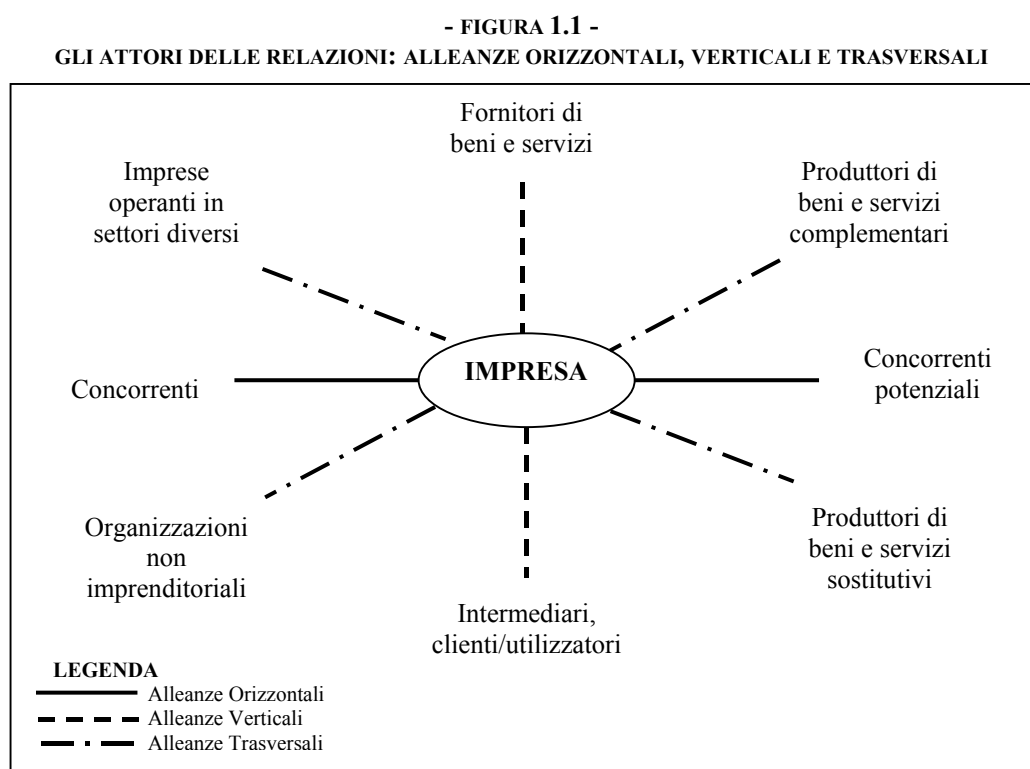 - FIGURA 1.1 -
GLI ATTORI DELLE RELAZIONI: ALLEANZE ORIZZONTALI, VERTICALI E TRASVERSALI
Fornitori di
beni e servizi
Imprese
operanti in
settori diversi
Produttori di
beni e servizi
complementari
Concorrenti
IMPRESA
Concorrenti
potenziali
Organizzazioni
non
imprenditoriali
Produttori di
beni e servizi
sostitutivi
Intermediari,
clienti/utilizzatori
LEGENDA
Alleanze Orizzontali
Alleanze Verticali
Alleanze Trasversali